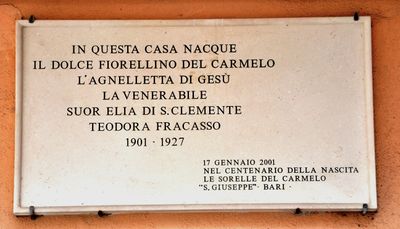 IN QUESTA CASA NACQUE
IL DOLCE FIORELLINO DEL CARMELO
L'AGNELLETTA DI GESÙ
LA VENERABILE
SUOR ELIA DI S. CLEMENTE
TEODORA FRACASSO
1901 · 1927
17 GENNAIO 2001
NEL CENTENARIO DELLA NASCITA
LE SORELLE DEL CARMELO
"S. GIUSEPPE" · BARI ·